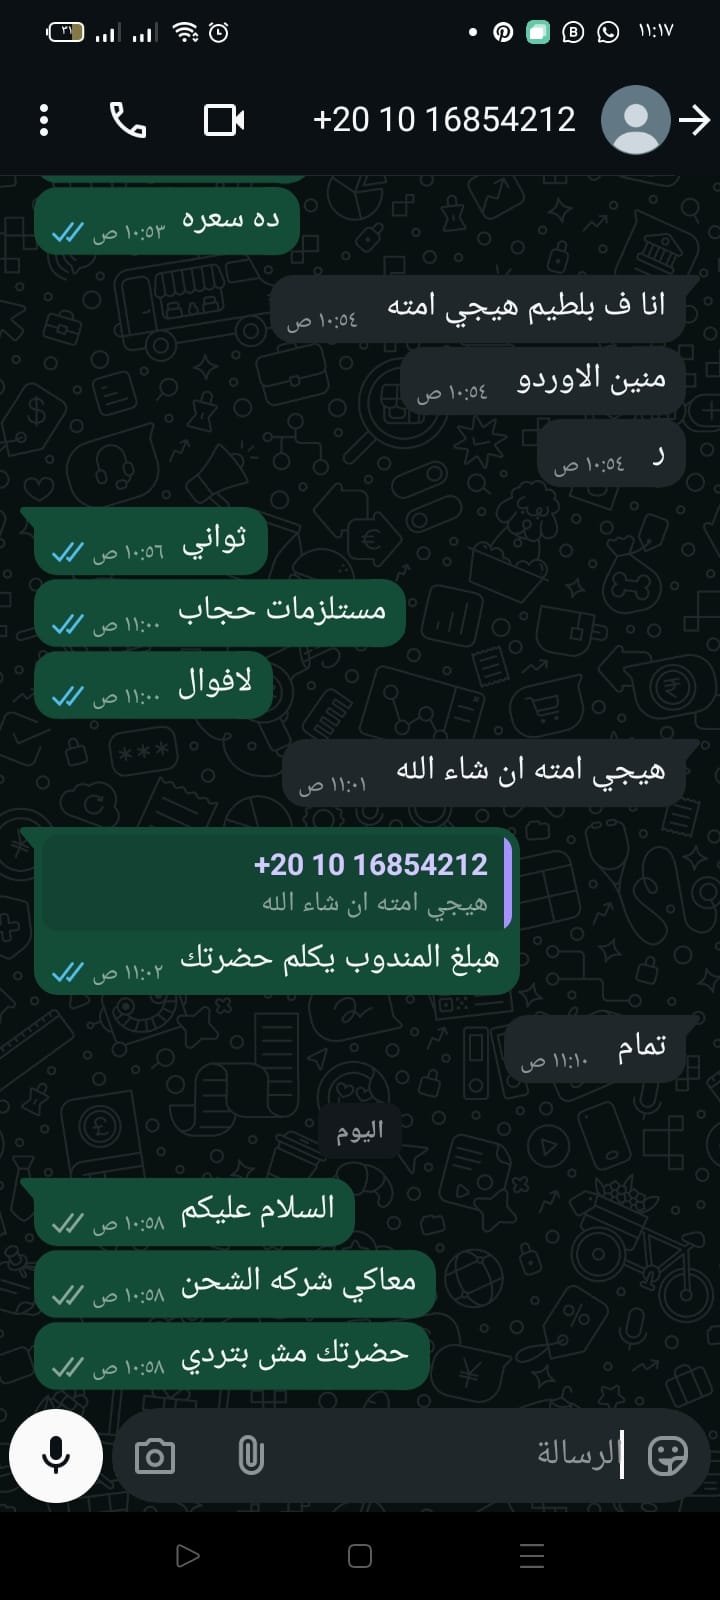 ٢١
١١:١٧
+20 10 16854212
ده سعره
١٠:٥٣ ص
انا ف بلطيم هيجي امته
١٠:٥٤ ص
منين الاوردو
١٠:٥٤ ص
ر
١٠:٥٤ ص
ثواني
١٠:٥٦ ص
مستلزمات حجاب
١١:٠٠ ص
لافوال
١١:٠٠ ص
هيجي امته ان شاء الله
١١:٠١ ص
+20 10 16854212
هيجي امته ان شاء الله
هبلغ المندوب يكلم حضرتك
١١:٠٢ ص
تمام
١١:١٠ ص
اليوم
السلام عليكم
١٠:٥٨ ص
معاكي شركه الشحن
١٠:٥٨ ص
حضرتك مش بتردي
١٠:٥٨ ص
الرسالة